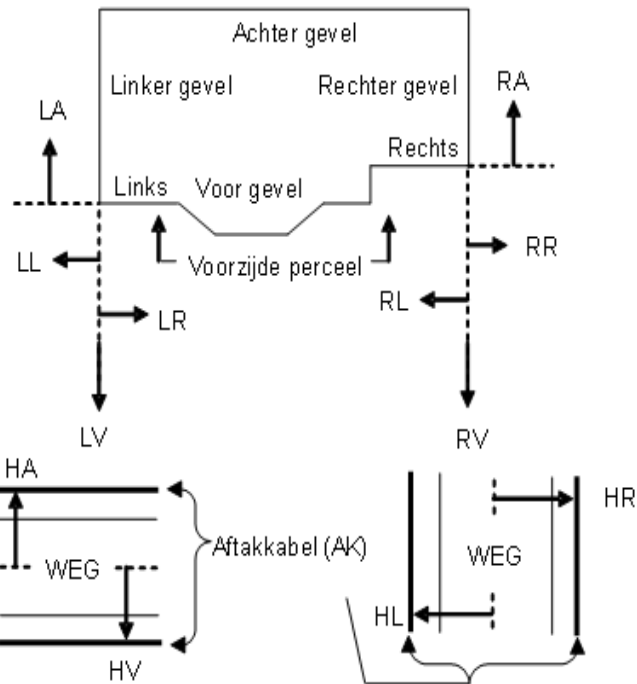 Achter gevel
Linker gevel
Rechter gevel
RA
LA
Rechts
Links
Voor gevel
LL
Voorzijde perceel
RR
LR
RL
LV
RV
HA
HR
Aftakkabel (AK)
WEG
WEG
HL
HV